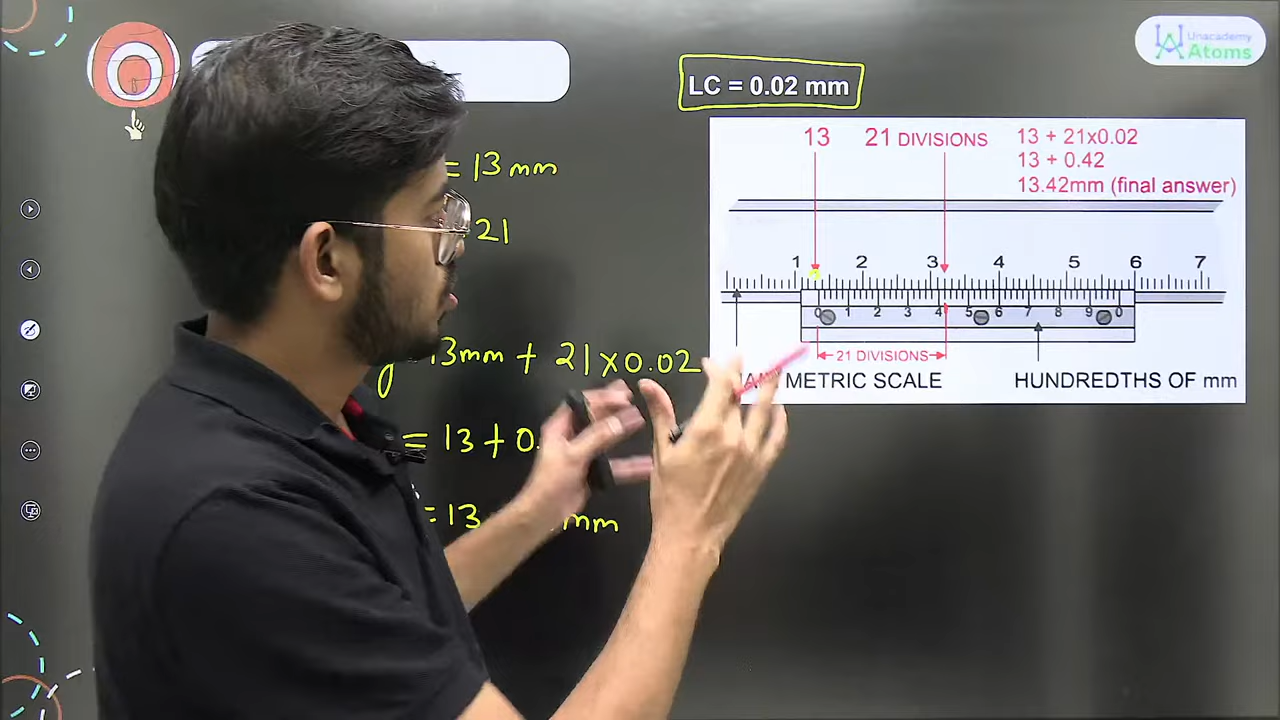 Unacademy
Atoms
LC = 0.02 mm
= 13 mm
21
13mm + 21×0.02
= 13 + 0.
= 13
mm
13 21 DIVISIONS 13 + 21x0.02
13 + 0.42
13.42mm (final answer)
1 2 3 4 5 6 7
0 1 2 3 4 5 6 7 8 9 0
21 DIVISIONS
METRIC SCALE HUNDREDTHS OF mm